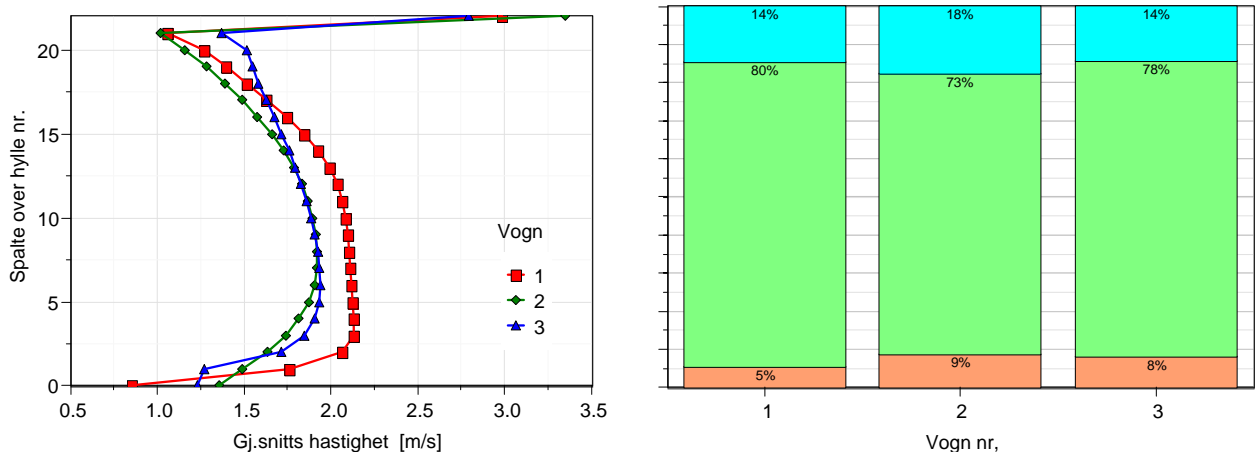 20
15
10
5
0
Spalte over hylle nr.
0.5 1.0 1.5 2.0 2.5 3.0 3.5
Gj.snitts hastighet [m/s]
Vogn
1
2
3
14% 18% 14%
80% 73% 78%
5% 9% 8%
1 2 3
Vogn nr,